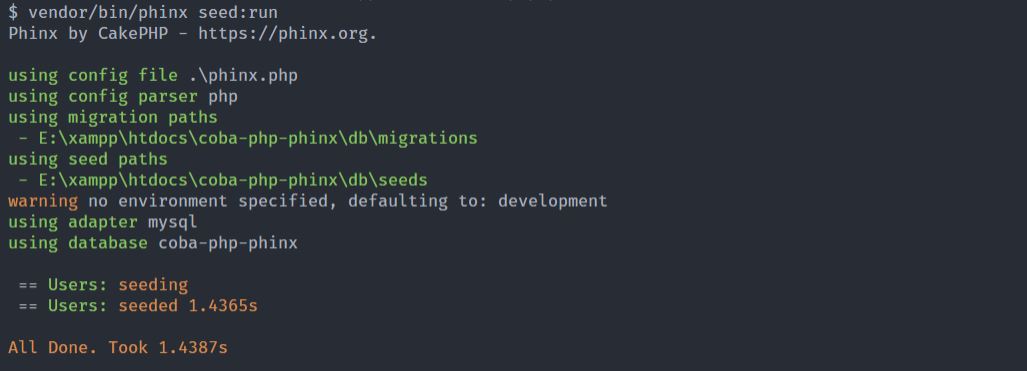 $ vendor/bin/phinx seed:run
Phinx by CakePHP - https://phinx.org.
using config file .\phinx.php
using config parser php
using migration paths
- E:\xampp\htdocs\coba-php-phinx\db\migrations
using seed paths
- E:\xampp\htdocs\coba-php-phinx\db\seeds
warning no environment specified, defaulting to: development
using adapter mysql
using database coba-php-phinx
== Users: seeding
== Users: seeded 1.4365s
All Done. Took 1.4387s